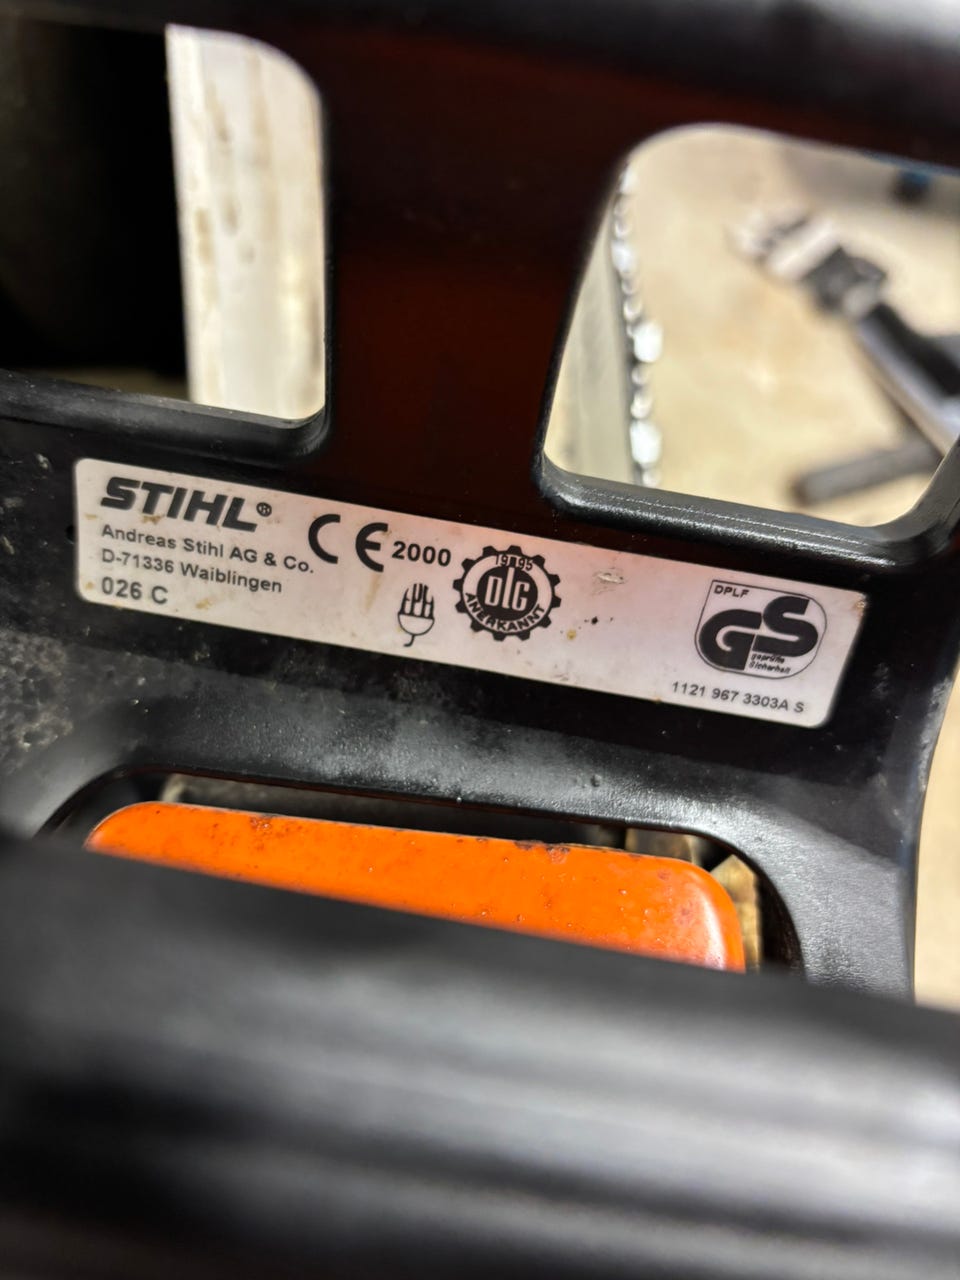 STIHL®
Andreas Stihl AG & Co.
D-71336 Waiblingen
026 C
CE 2000
1995
DLG
ANERKANNT
DPLF
GS
geprüfte
Sicherheit
1121 967 3303A S